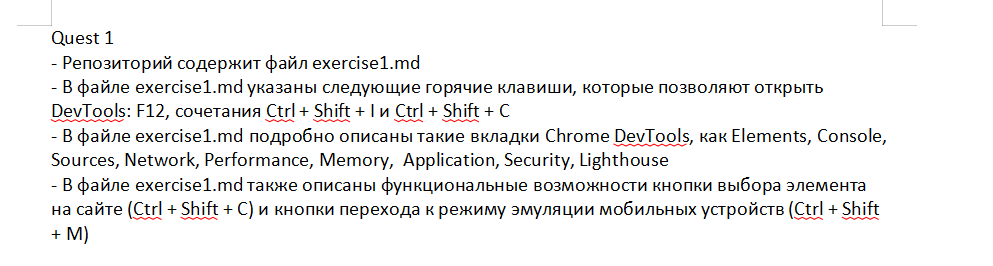 Quest 1
- Репозиторий содержит файл exercise1.md
- В файле exercise1.md указаны следующие горячие клавиши, которые позволяют открыть
DevTools: F12, сочетания Ctrl + Shift + I и Ctrl + Shift + C
- В файле exercise1.md подробно описаны такие вкладки Chrome DevTools, как Elements, Console,
Sources, Network, Performance, Memory,  Application, Security, Lighthouse
- В файле exercise1.md также описаны функциональные возможности кнопки выбора элемента
на сайте (Ctrl + Shift + C) и кнопки перехода к режиму эмуляции мобильных устройств (Ctrl + Shift
+ M)